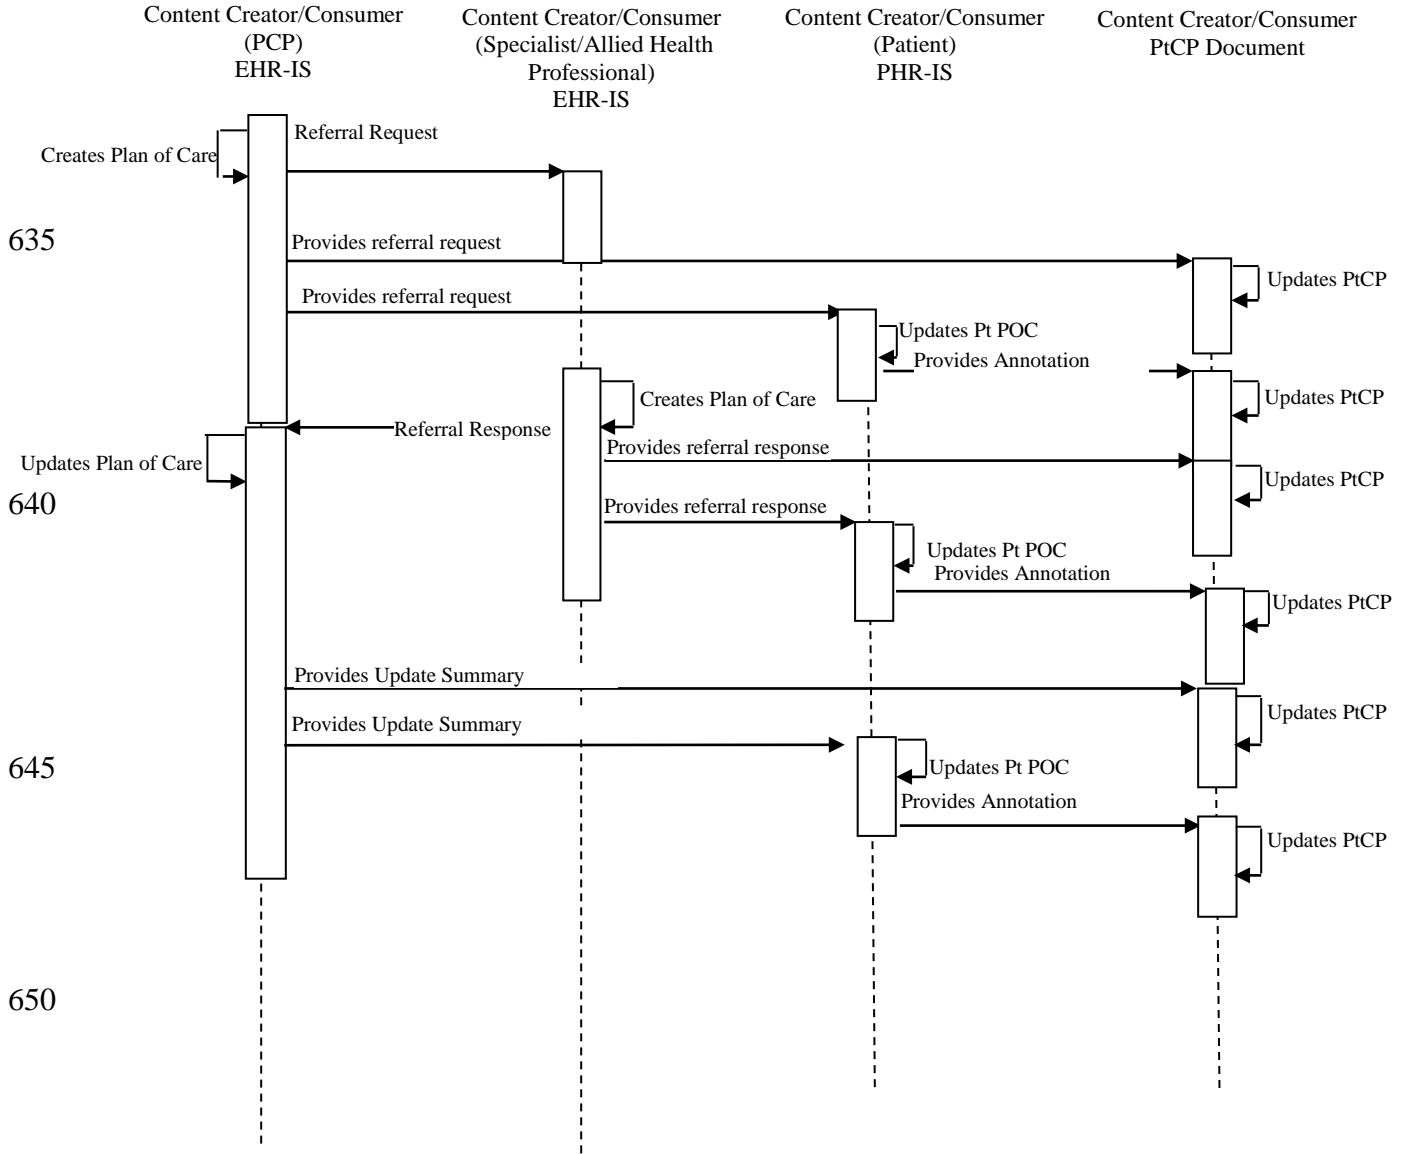 Content Creator/Consumer
(PCP)
EHR-IS
Content Creator/Consumer
(Specialist/Allied Health
Professional)
EHR-IS
Content Creator/Consumer
(Patient)
PHR-IS
Content Creator/Consumer
PtCP Document
Referral Request
Creates Plan of Care
635
Provides referral request
Updates PtCP
Provides referral request
Updates Pt POC
Provides Annotation
Updates PtCP
Creates Plan of Care
Referral Response
Provides referral response
Updates Plan of Care
Updates PtCP
640
Provides referral response
Updates Pt POC
Provides Annotation
Updates PtCP
Provides Update Summary
Updates PtCP
Provides Update Summary
645
Updates Pt POC
Provides Annotation
Updates PtCP
650